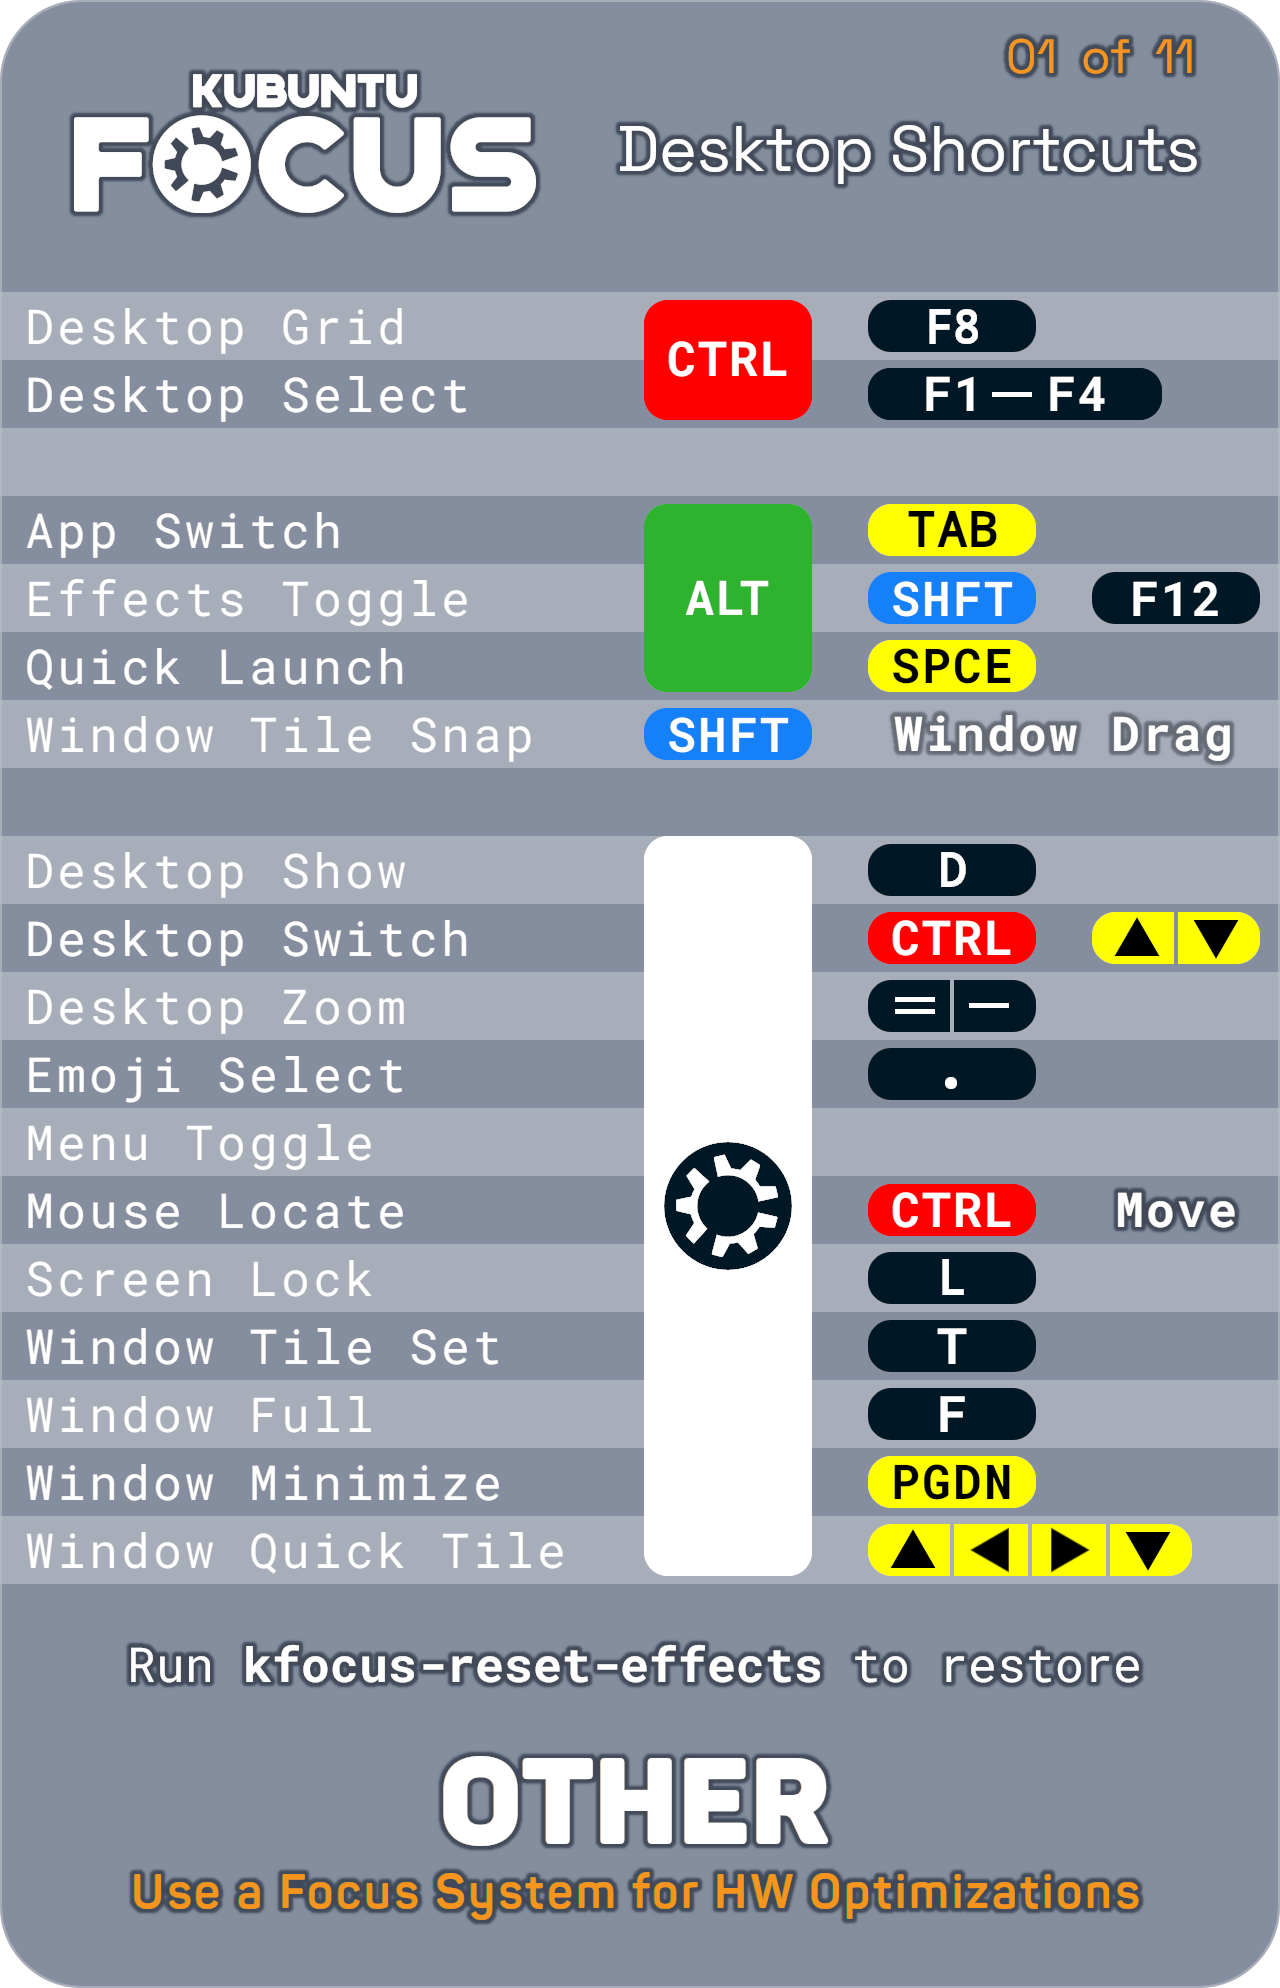 01 of 11
KUBUNTU
FOCUS
Desktop Shortcuts
Desktop Grid CTRL F8
Desktop Select F1 — F4
App Switch ALT TAB
Effects Toggle SHFT F12
Quick Launch SPCE
Window Tile Snap SHFT Window Drag
Desktop Show D
Desktop Switch CTRL ▲ ▼
Desktop Zoom = —
Emoji Select .
Menu Toggle
Mouse Locate CTRL Move
Screen Lock L
Window Tile Set T
Window Full F
Window Minimize PGDN
Window Quick Tile ▲ ◀ ▶ ▼
Run kfocus-reset-effects to restore
OTHER
Use a Focus System for HW Optimizations